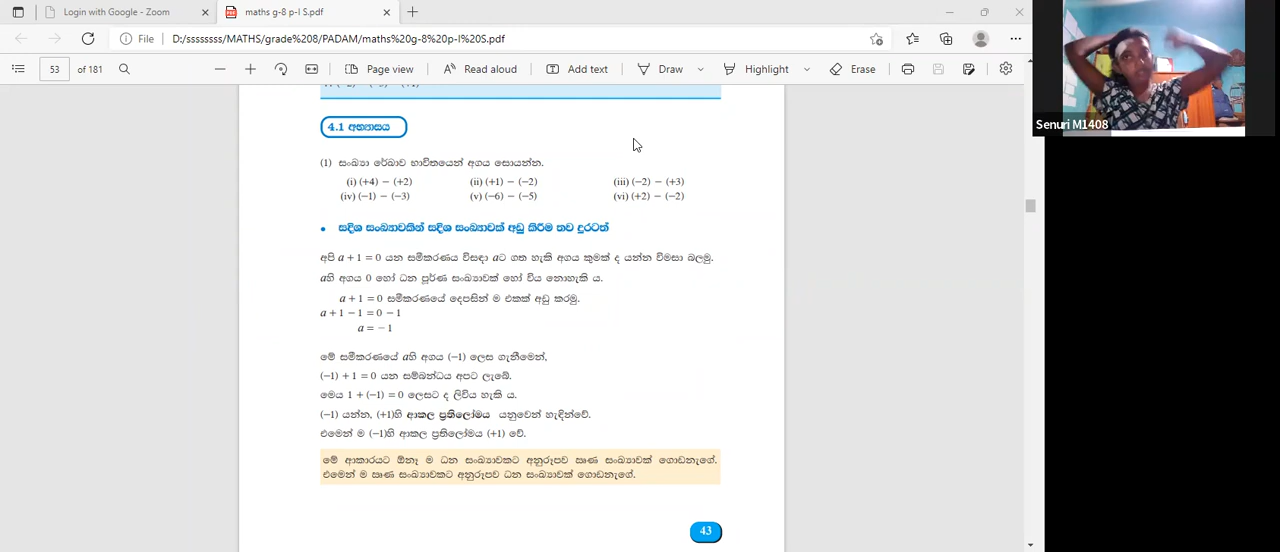 Login with Google - Zoom
maths g-8 p-I S.pdf
File D:/ssssssss/MATHS/grade%208/PADAM/maths%20g-8%20p-I%20S.pdf
53 of 181 Page view Read aloud Add text Draw Highlight Erase
Senuri M1408
4.1 අභ්‍යාසය
(1) සංඛ්‍යා රේඛාව භාවිතයෙන් අගය සොයන්න.
(i) (+4) − (+2) (ii) (+1) − (−2) (iii) (−2) − (+3)
(iv) (−1) − (−3) (v) (−6) − (−5) (vi) (+2) − (−2)
• සදිශ සංඛ්‍යාවකින් සදිශ සංඛ්‍යාවක් අඩු කිරීම තව දුරටත්
අපි a + 1 = 0 යන සමීකරණය විසඳා aට ගත හැකි අගය කුමක් ද යන්න විමසා බලමු.
aහි අගය 0 හෝ ධන පූර්ණ සංඛ්‍යාවක් හෝ විය නොහැකි ය.
a + 1 = 0 සමීකරණයේ දෙපසින් ම එකක් අඩු කරමු.
a + 1 − 1 = 0 − 1
a = − 1
මේ සමීකරණයේ aහි අගය (−1) ලෙස ගැනීමෙන්,
(−1) + 1 = 0 යන සම්බන්ධය අපට ලැබේ.
මෙය 1 + (−1) = 0 ලෙසට ද ලිවිය හැකි ය.
(−1) යන්න, (+1)හි ආකල ප්‍රතිලෝමය යනුවෙන් හැඳින්වේ.
එමෙන් ම (−1)හි ආකල ප්‍රතිලෝමය (+1) වේ.
මේ ආකාරයට ඕනෑ ම ධන සංඛ්‍යාවකට අනුරූපව ඍණ සංඛ්‍යාවක් ගොඩනැගේ.
එමෙන් ම ඍණ සංඛ්‍යාවකට අනුරූපව ධන සංඛ්‍යාවක් ගොඩනැගේ.
43